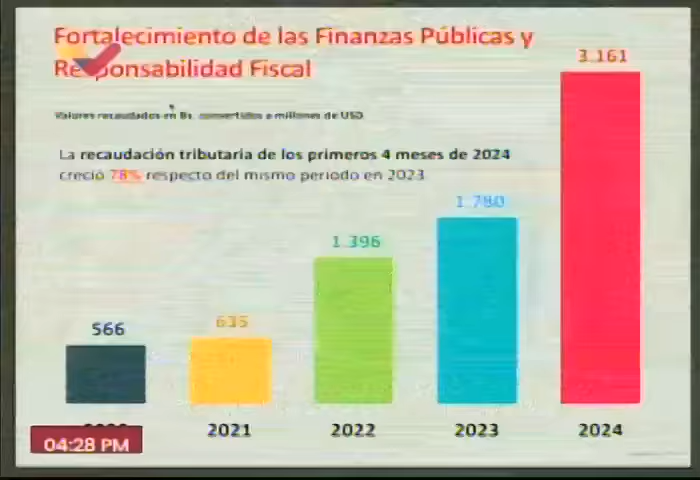 Fortalecimiento de las Finanzas Públicas y
Responsabilidad Fiscal
Valores recaudados en Bs. convertidos a millones de USD
La recaudación tributaria de los primeros 4 meses de 2024
creció 78% respecto del mismo periodo en 2023
3.161
1.780
1.396
635
566
2020
2021
2022
2023
2024
04:28 PM